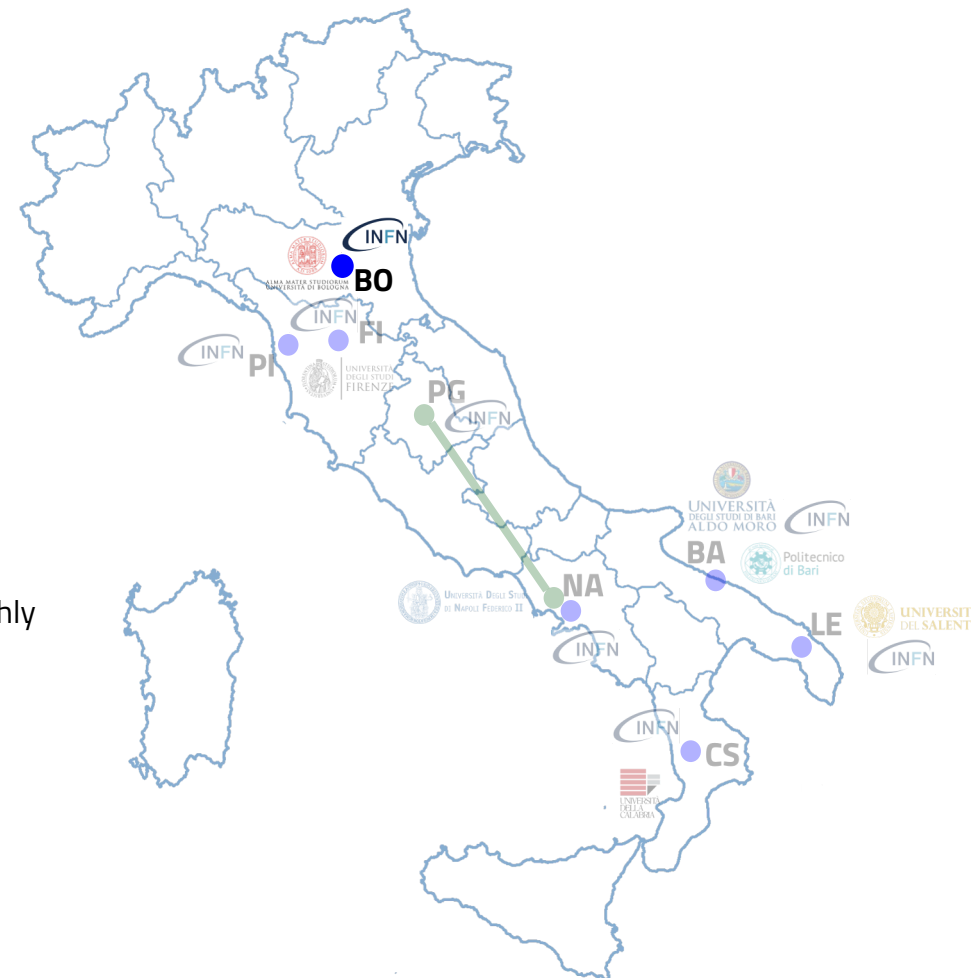 INFN
ALMA MATER STUDIORUM
UNIVERSITÀ DI BOLOGNA
BO
INFN
FI
INFN
PI
UNIVERSITÀ
DEGLI STUDI
FIRENZE
PG
INFN
UNIVERSITÀ
DEGLI STUDI DI BARI
ALDO MORO
INFN
BA
Politecnico
di Bari
NA
UNIVERSITÀ DEGLI STU
DI NAPOLI FEDERICO II
hly
LE
UNIVERSIT
DEL SALENT
INFN
INFN
INFN
CS
UNIVERSITÀ
DELLA
CALABRIA